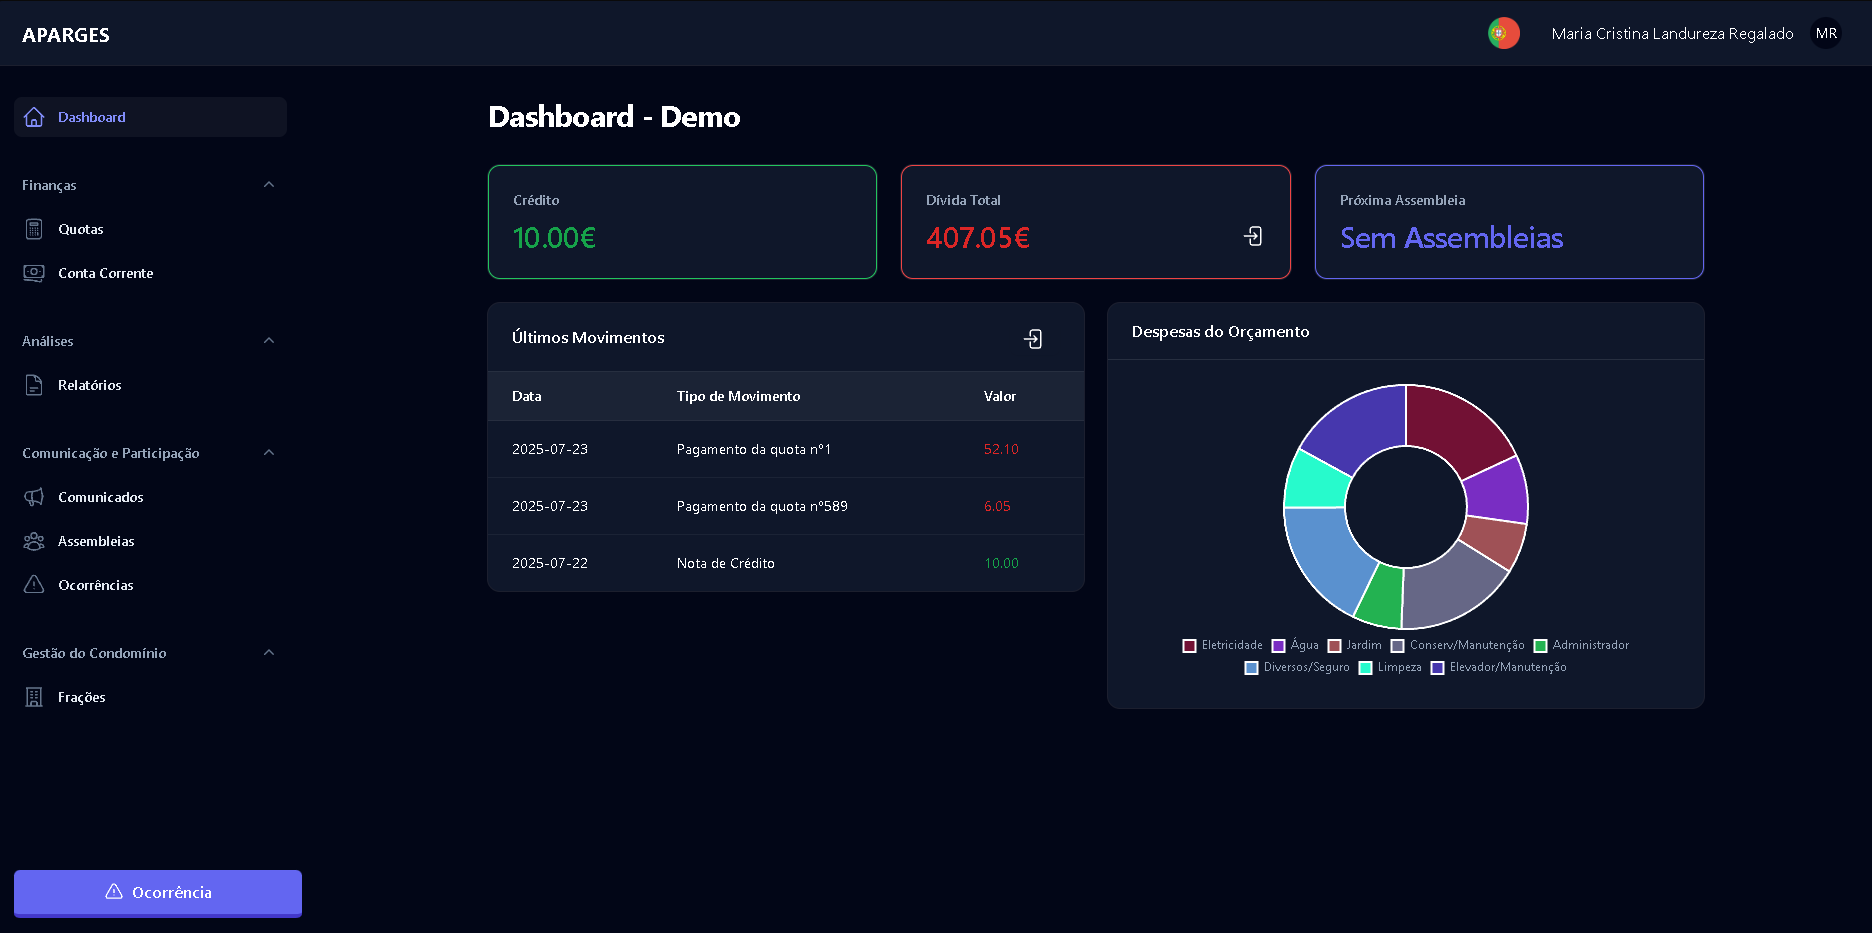 APARGES
Maria Cristina Landureza Regalado
MR
Dashboard
Finanças
Quotas
Conta Corrente
Análises
Relatórios
Comunicação e Participação
Comunicados
Assembleias
Ocorrências
Gestão do Condomínio
Frações
Ocorrência
Dashboard - Demo
Crédito
10.00€
Dívida Total
407.05€
Próxima Assembleia
Sem Assembleias
Últimos Movimentos
Data Tipo de Movimento Valor
2025-07-23 Pagamento da quota nº1 52.10
2025-07-23 Pagamento da quota nº589 6.05
2025-07-22 Nota de Crédito 10.00
Despesas do Orçamento
Eletricidade Água Jardim Conserv/Manutenção Administrador
Diversos/Seguro Limpeza Elevador/Manutenção